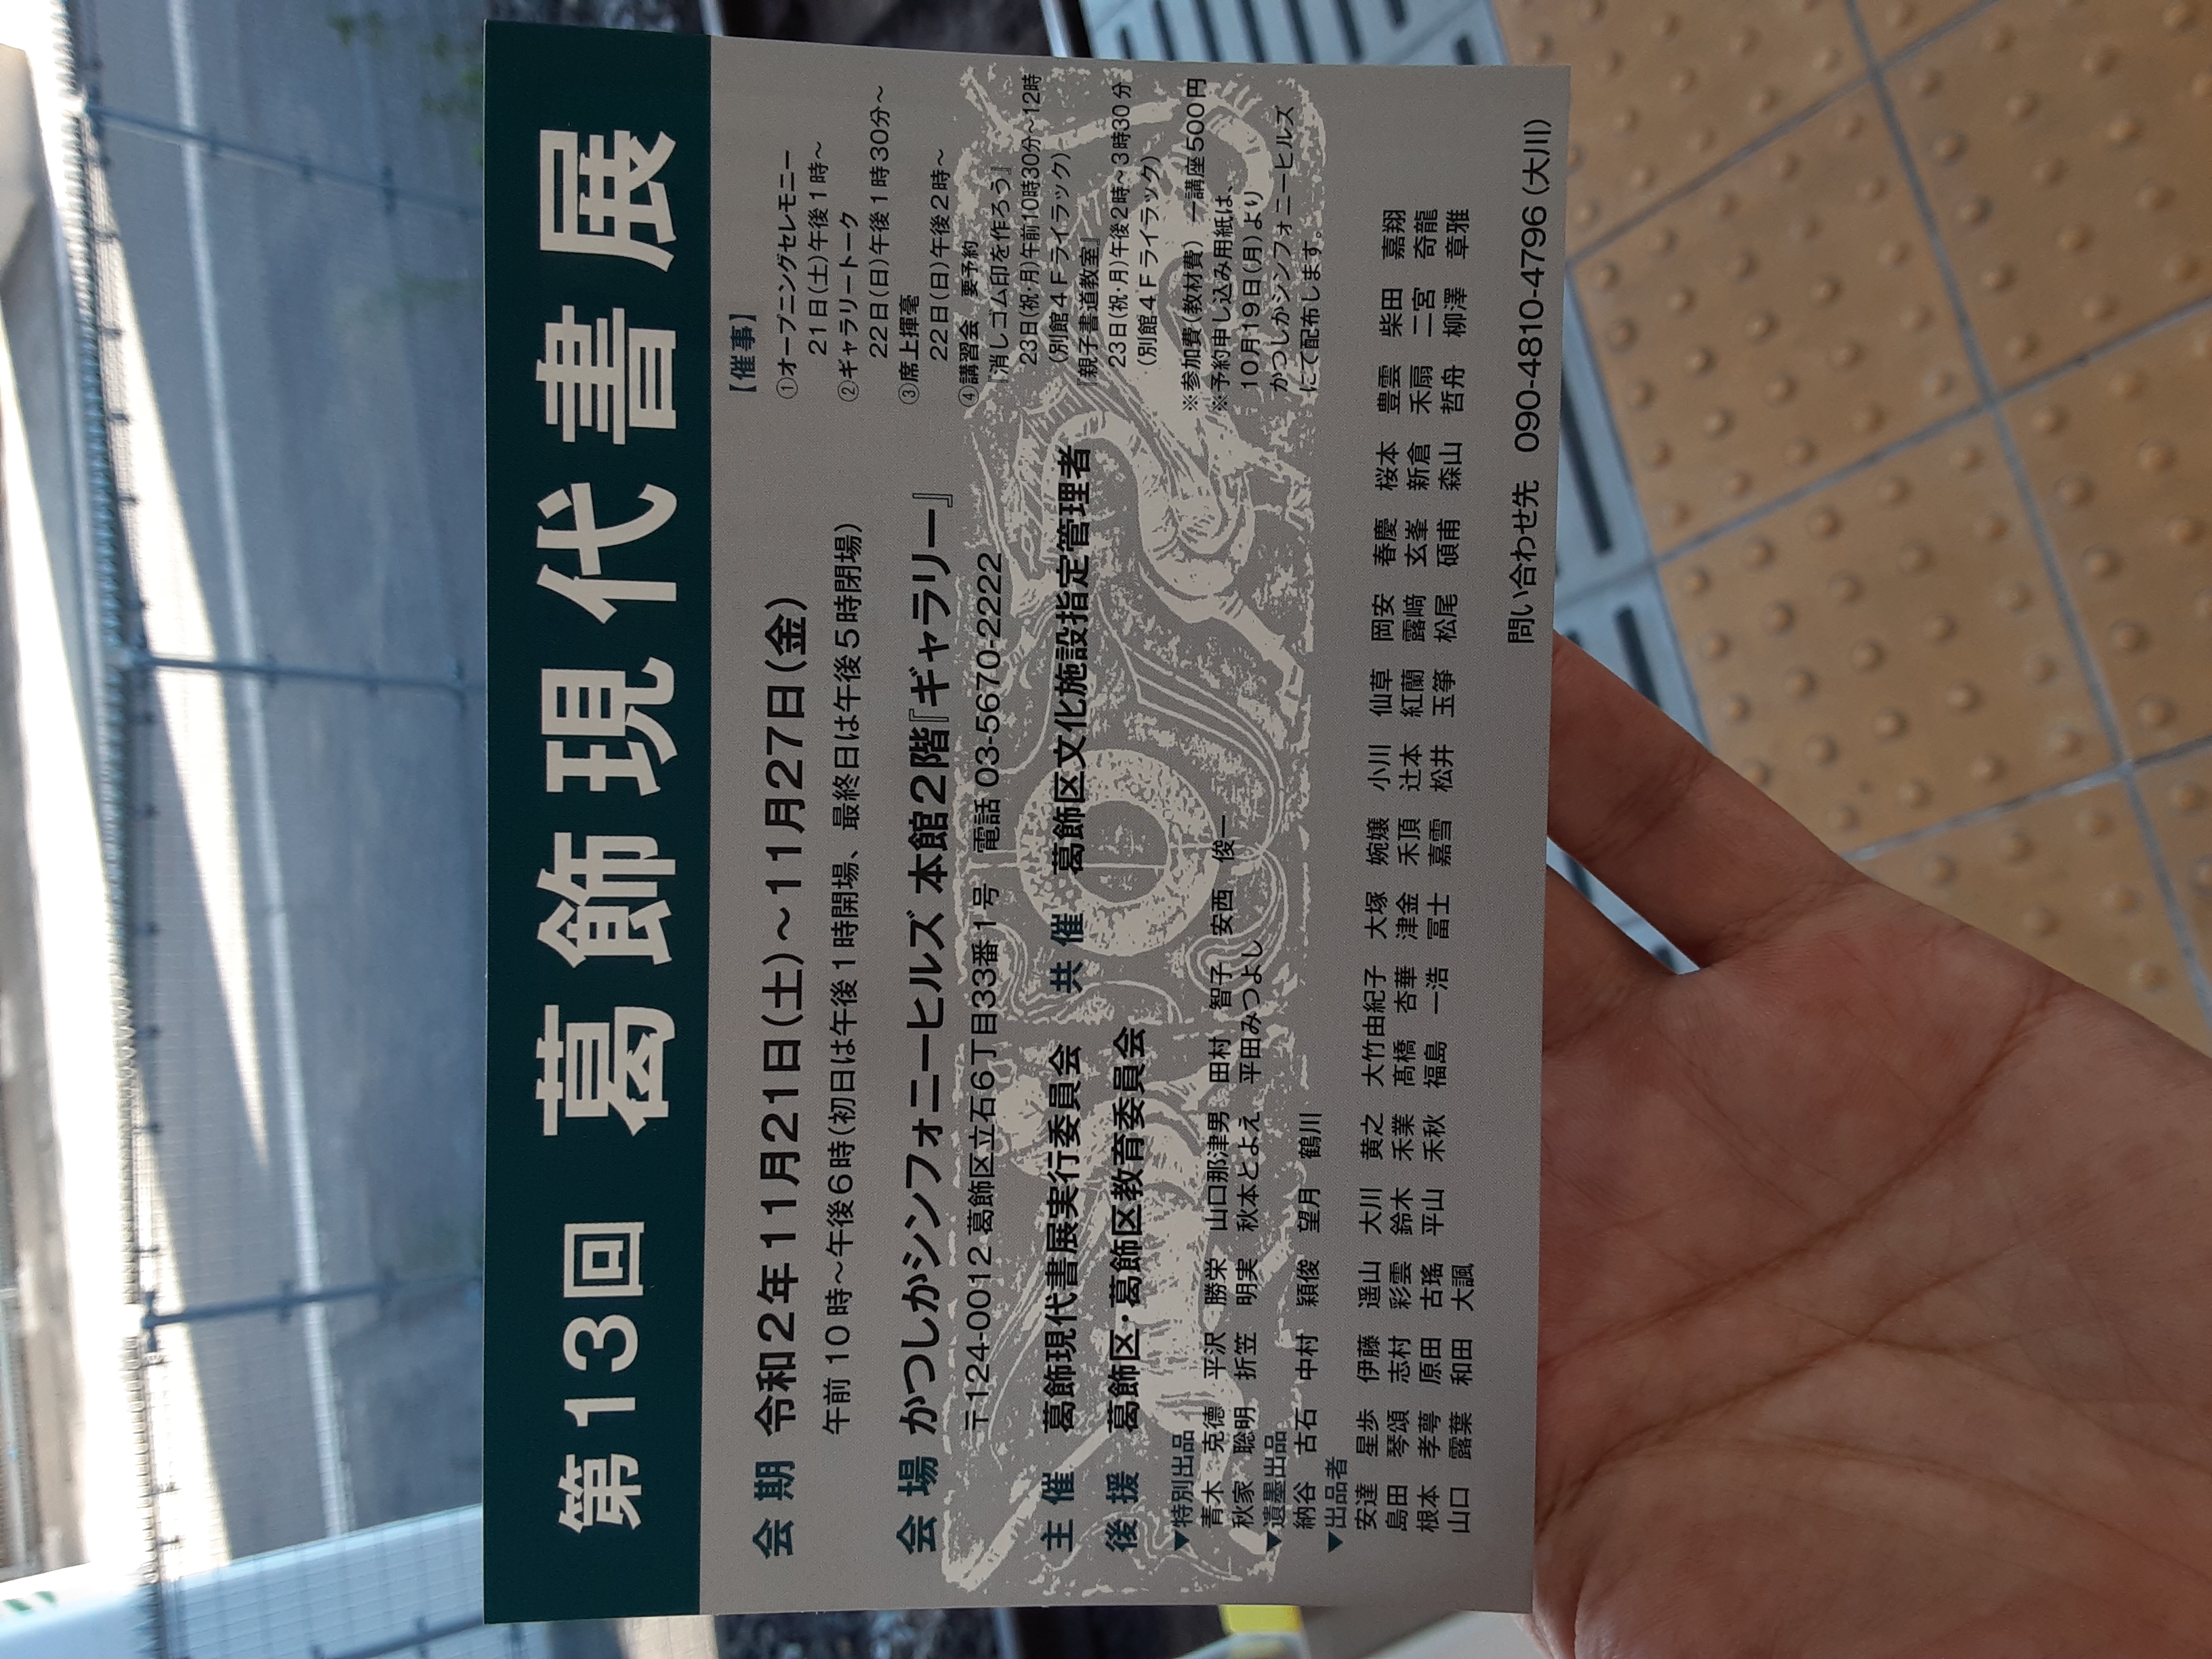 第13回 葛飾現代書展
会期 令和2年11月21日(土)～11月27日(金)
午前10時～午後6時(初日は午後1時開場、最終日は午後5時閉場)
会場 かつしかシンフォニーヒルズ 本館2階『ギャラリー』
〒124-0012 葛飾区立石6丁目33番1号 電話 03-5670-2222
主催 葛飾現代書展実行委員会 共催 葛飾区文化施設指定管理者
後援 葛飾区・葛飾区教育委員会
【催事】
①オープニングセレモニー
21日(土)午後1時～
②ギャラリートーク
22日(日)午後1時30分～
③席上揮毫
22日(日)午後2時～
④講習会 要予約
『消しゴム印を作ろう』
23日(祝・月)午前10時30分～12時
(別館4Fライラック)
『親子書道教室』
23日(祝・月)午後2時～3時30分
(別館4Fライラック)
※参加費(教材費) 一講座500円
※予約申し込み用紙は、
10月19日(月)より
かつしかシンフォニーヒルズ
にて配布します。
▼特別出品
青木 克德 平沢 勝栄 山口那津男 田村 智子 安西 俊一
秋家 聡明 折笠 明実 秋本とよえ 平田みつよし
▼遺墨出品
納谷 古石 中村 穎俊 望月 鶴川
▼出品者
安達 星歩 伊藤 遥山 大川 黄之 大竹由紀子 大塚 婉嬢 小川 仙草 岡安 春慶 桜本 豊雲 柴田 嘉翔
島田 琴頌 志村 彩雲 鈴木 禾業 髙橋 杏華 津金 禾頂 辻本 紅蘭 露﨑 玄峯 新倉 禾扇 二宮 奇龍
根本 孝萼 原田 古瑤 平山 禾秋 福島 一浩 冨士 嘉雪 松井 玉筝 松尾 碩甫 森山 哲舟 柳澤 章雅
山口 露葉 和田 大諷
問い合わせ先 090-4810-4796(大川)